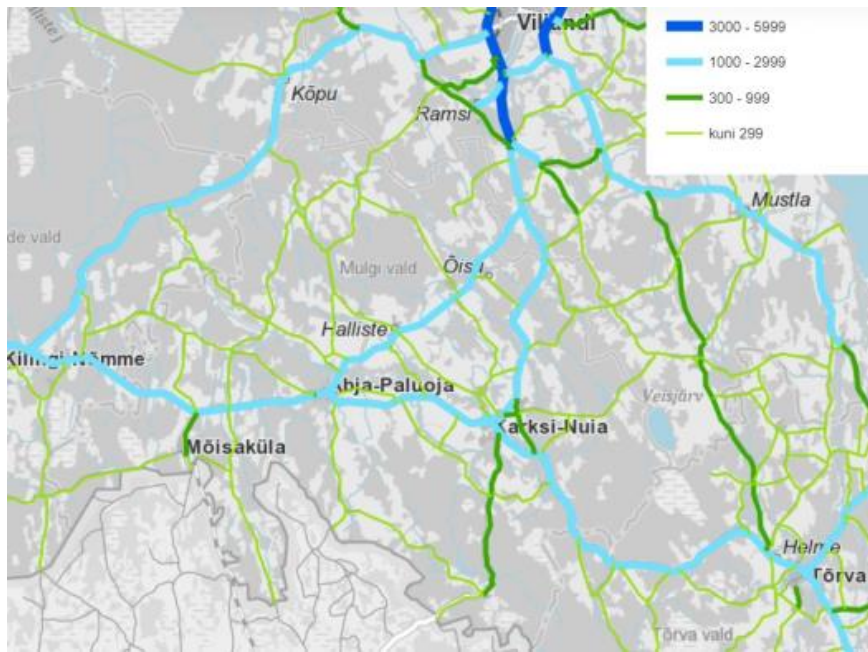 Viljandi
3000 - 5999
1000 - 2999
300 - 999
kuni 299
Kõpu
Ramsi
Mustla
de vald
Mulgi vald
Õisu
Halliste
Kilingi-Nõmme
Abja-Paluoja
Veisjärv
Karksi-Nuia
Mõisaküla
Helme
Tõrva
Tõrva vald